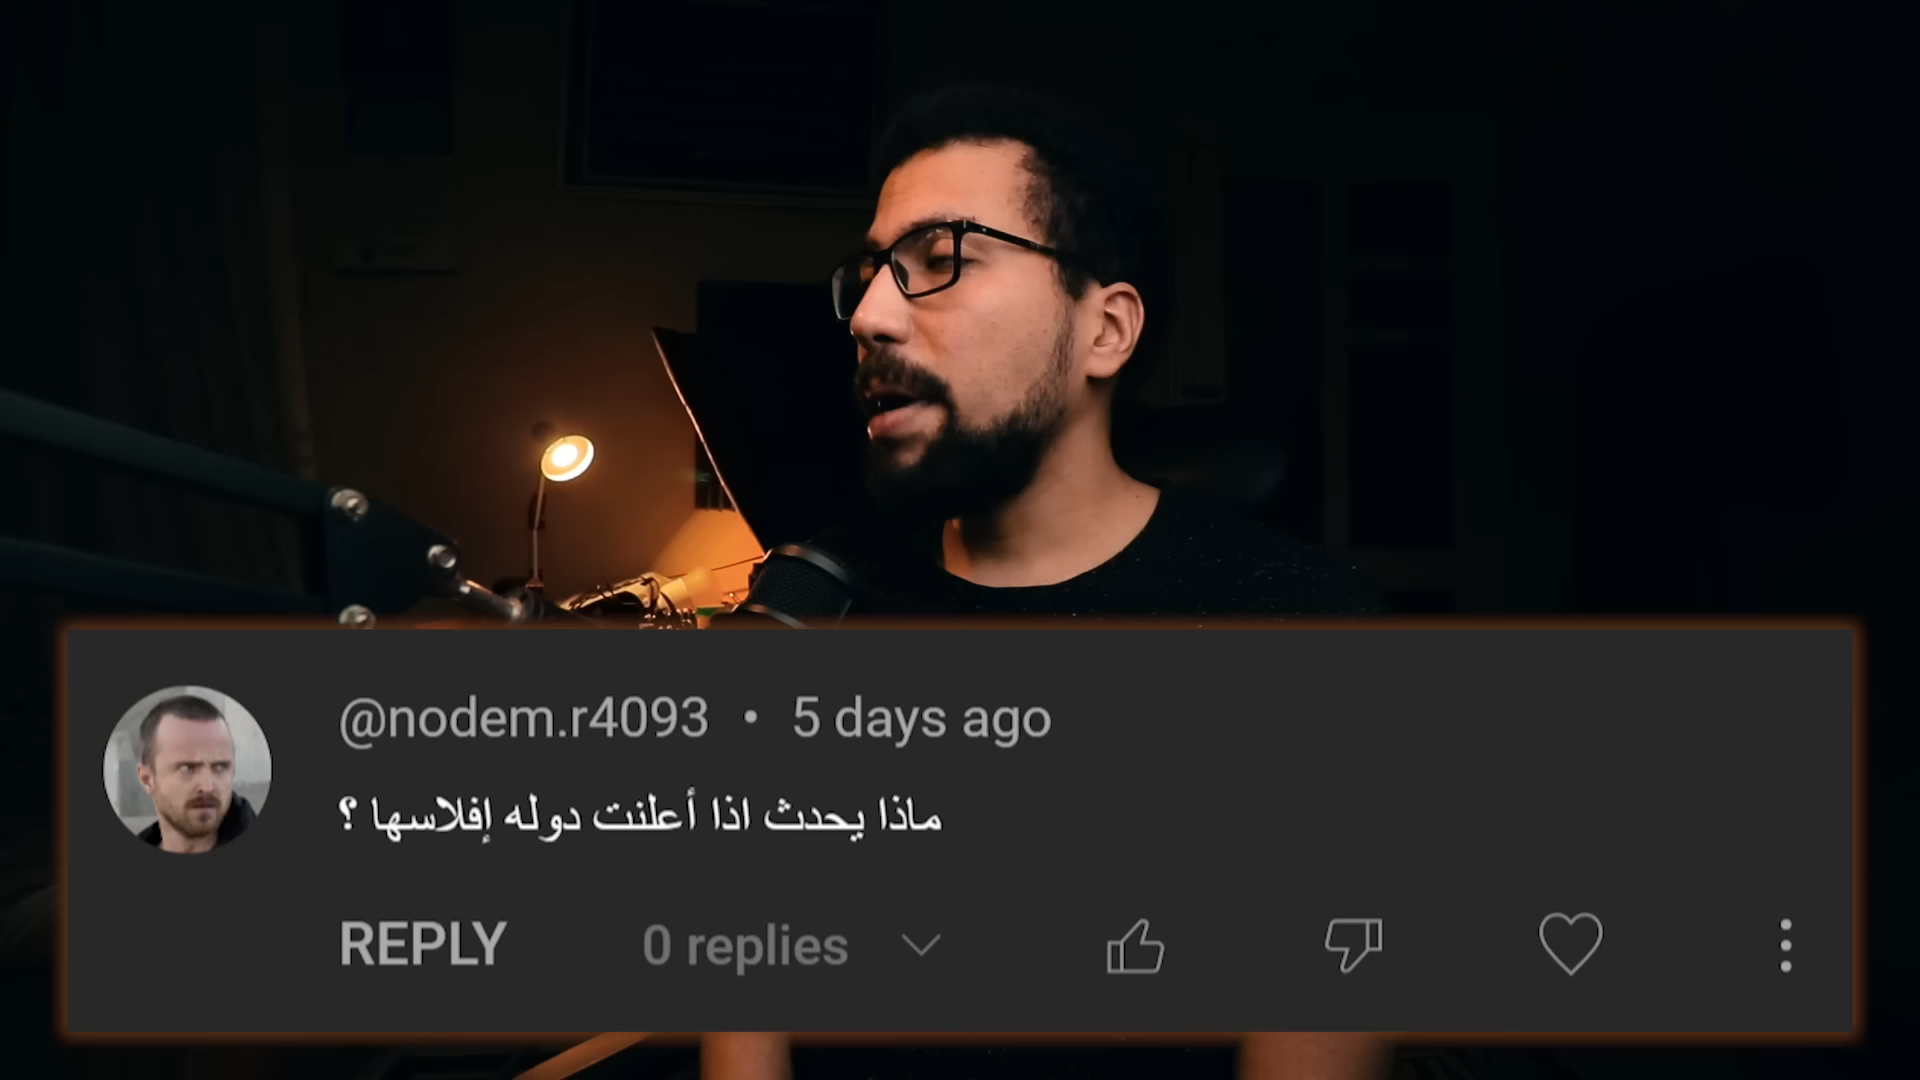 @nodem.r4093 • 5 days ago
ماذا يحدث اذا أعلنت دوله إفلاسها ؟
REPLY 0 replies